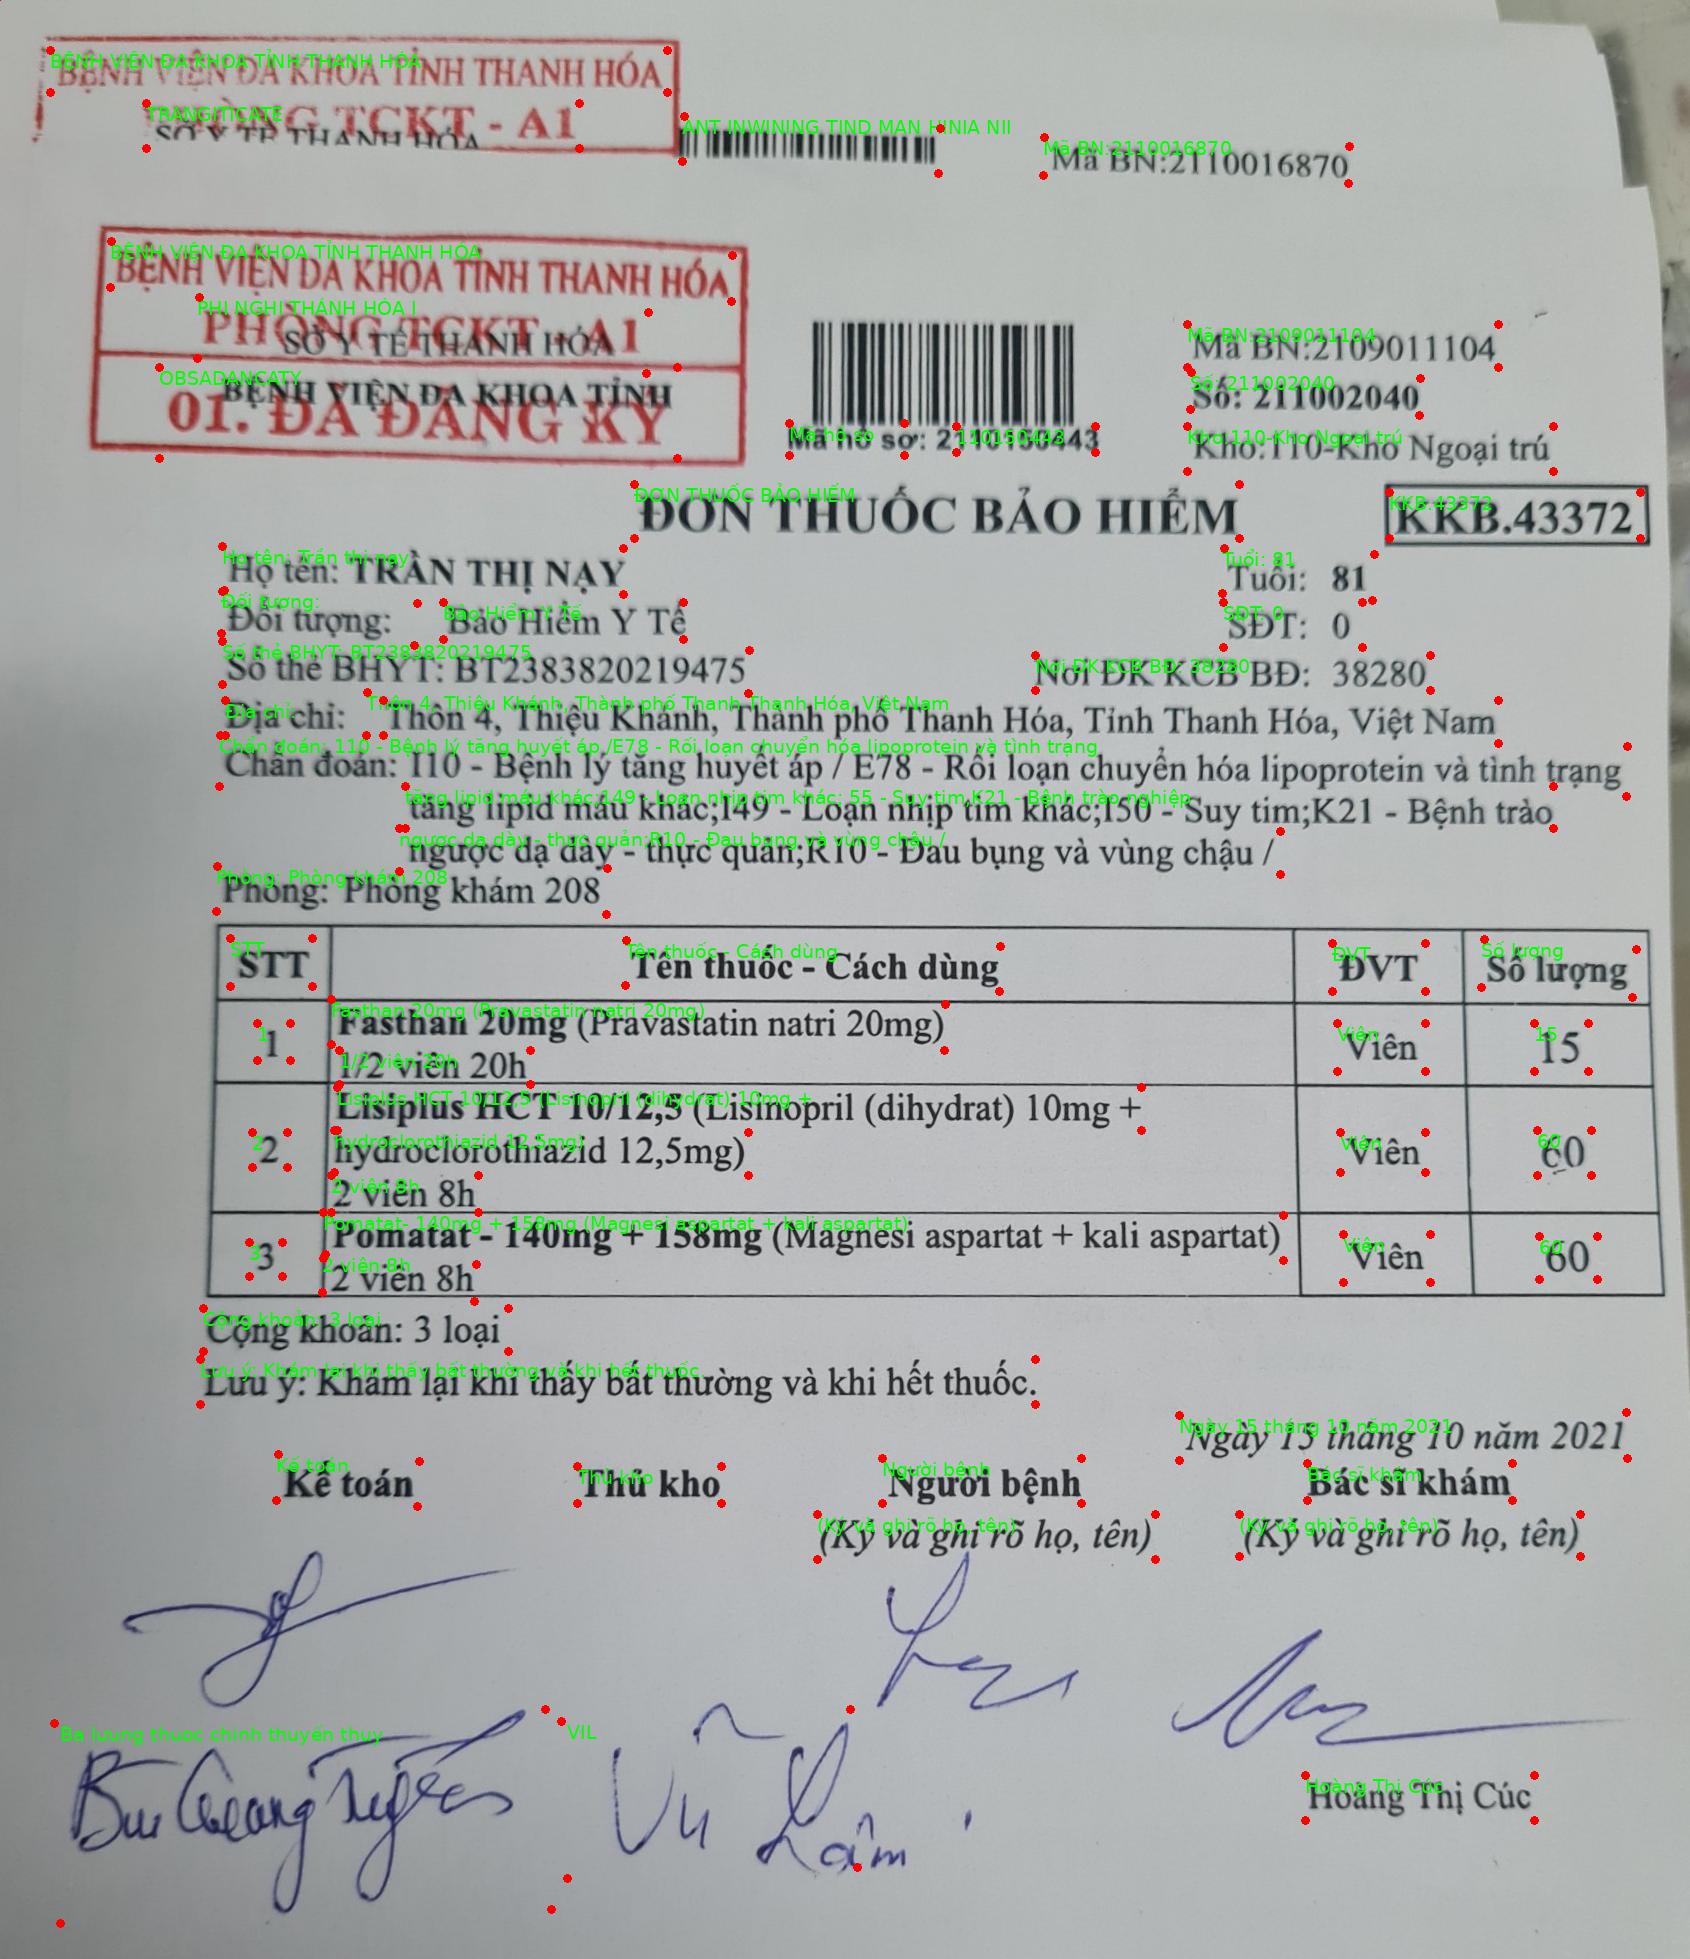 BỆNH VIỆN ĐA KHOA TỈNH THANH HÓA
PHÒNG TCKT - A1
SỞ Y TẾ THANH HÓA
Mã BN:2110016870
BỆNH VIỆN ĐA KHOA TỈNH THANH HÓA
PHÒNG TCKT - A1
SỞ Y TẾ THANH HÓA
BỆNH VIỆN ĐA KHOA TỈNH
01. ĐÃ ĐĂNG KÝ
Mã hồ sơ: 2110150443
Mã BN:2109011104
Số: 211002040
Kho:110-Kho Ngoại trú
ĐƠN THUỐC BẢO HIỂM
KKB.43372
Họ tên: TRẦN THỊ NẠY Tuổi: 81
Đối tượng: Bảo Hiểm Y Tế SĐT: 0
Số thẻ BHYT: BT2383820219475 Nơi ĐK KCB BĐ: 38280
Địa chỉ: Thôn 4, Thiệu Khánh, Thành phố Thanh Hóa, Tỉnh Thanh Hóa, Việt Nam
Chẩn đoán: I10 - Bệnh lý tăng huyết áp / E78 - Rối loạn chuyển hóa lipoprotein và tình trạng
tăng lipid máu khác;I49 - Loạn nhịp tim khác;I50 - Suy tim;K21 - Bệnh trào
ngược dạ dày - thực quản;R10 - Đau bụng và vùng chậu /
Phòng: Phòng khám 208
STT Tên thuốc - Cách dùng ĐVT Số lượng
1 Fasthan 20mg (Pravastatin natri 20mg) Viên 15
1/2 viên 20h
2 Lisiplus HCT 10/12,5 (Lisinopril (dihydrat) 10mg + hydroclorothiazid 12,5mg) Viên 60
2 viên 8h
3 Pomatat - 140mg + 158mg (Magnesi aspartat + kali aspartat) Viên 60
2 viên 8h
Cộng khoản: 3 loại
Lưu ý: Khám lại khi thấy bất thường và khi hết thuốc.
Ngày 15 tháng 10 năm 2021
Kế toán Thủ kho Người bệnh Bác sĩ khám
(Ký và ghi rõ họ, tên) (Ký và ghi rõ họ, tên)
Vũ Lâm
Hoàng Thị Cúc